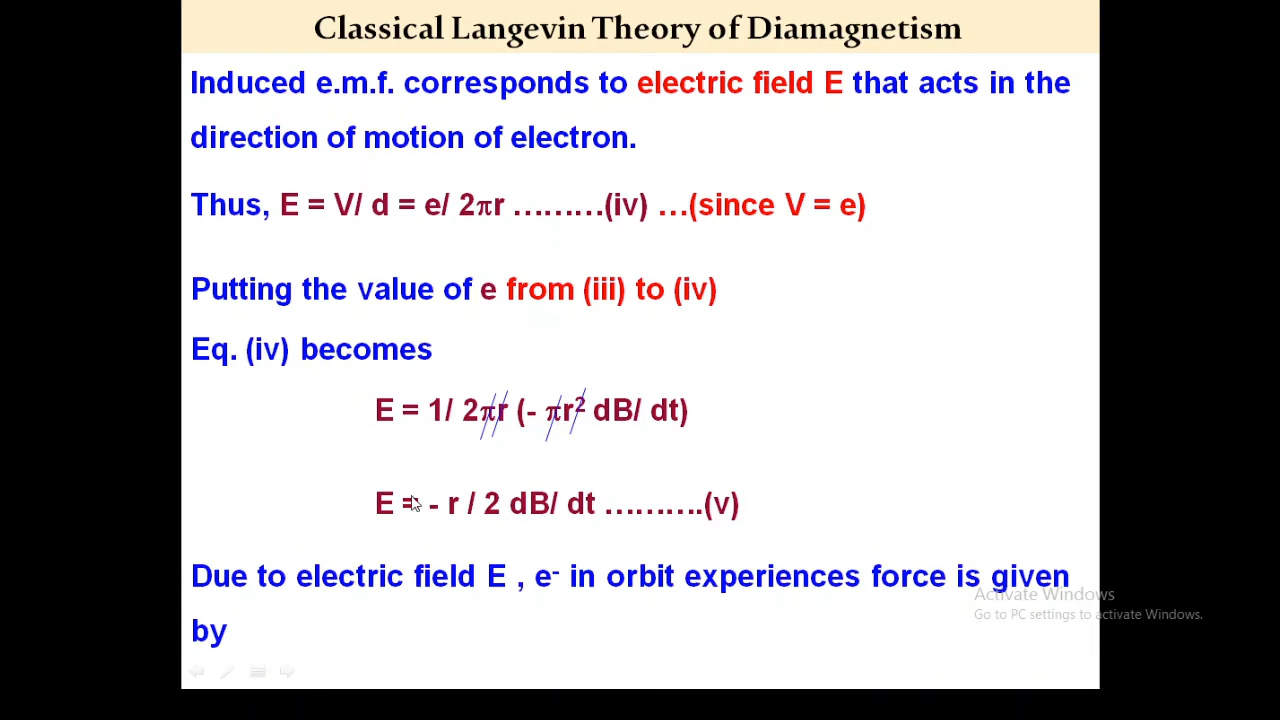 Classical Langevin Theory of Diamagnetism
Induced e.m.f. corresponds to electric field E that acts in the
direction of motion of electron.
Thus, E = V/ d = e/ 2πr ………(iv) …(since V = e)
Putting the value of e from (iii) to (iv)
Eq. (iv) becomes
E = 1/ 2πr (- πr² dB/ dt)
E = - r / 2 dB/ dt ……….(v)
Due to electric field E , e⁻ in orbit experiences force is given
by
Activate Windows
Go to PC settings to activate Windows.